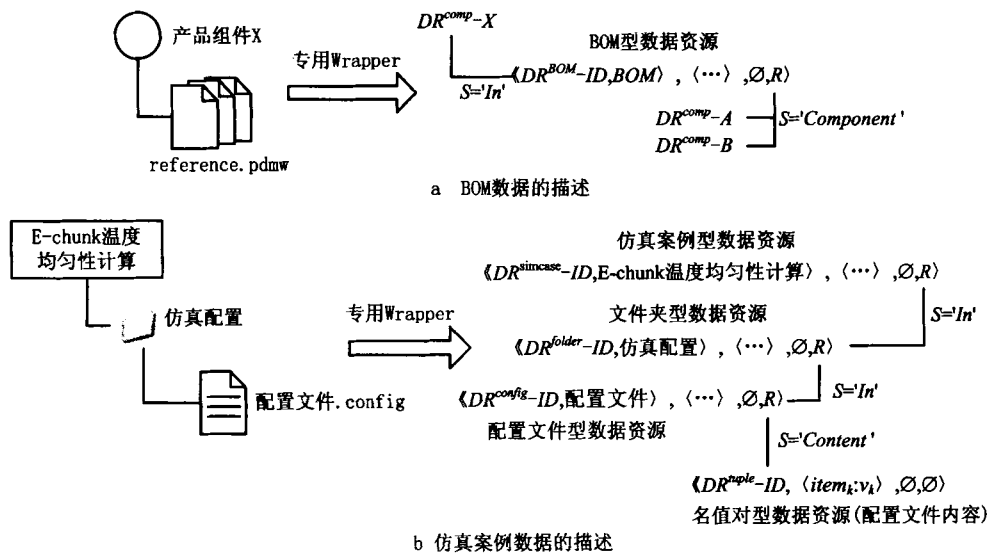 产品组件X
reference.pdmw
专用Wrapper
DR^comp-X
S='In'
BOM型数据资源
《DR^BOM-ID,BOM〉,〈…〉,∅,R〉
DR^comp-A
DR^comp-B
S='Component'
a BOM数据的描述
E-chunk温度
均匀性计算
仿真配置
配置文件.config
专用Wrapper
仿真案例型数据资源
《DR^simcase-ID,E-chunk温度均匀性计算〉,〈…〉,∅,R〉
S='In'
文件夹型数据资源
《DR^folder-ID,仿真配置〉,〈…〉,∅,R〉
S='In'
《DR^config-ID,配置文件〉,〈…〉,∅,R〉
配置文件型数据资源
S='Content'
《DR^tuple-ID,〈item_k:v_k〉,∅,∅〉
名值对型数据资源(配置文件内容)
b 仿真案例数据的描述